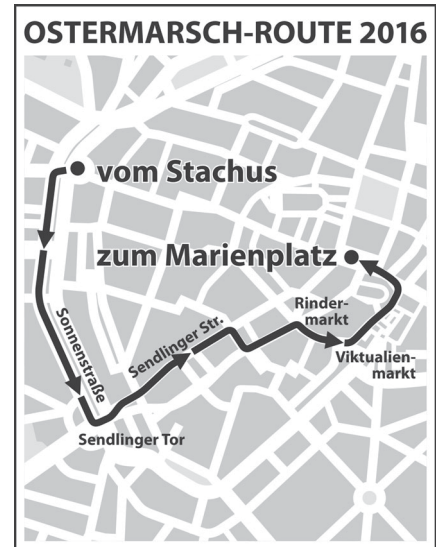 OSTERMARSCH-ROUTE 2016
vom Stachus
zum Marienplatz
Rinder-
markt
Sonnenstraße
Sendlinger Str.
Viktualien-
markt
Sendlinger Tor